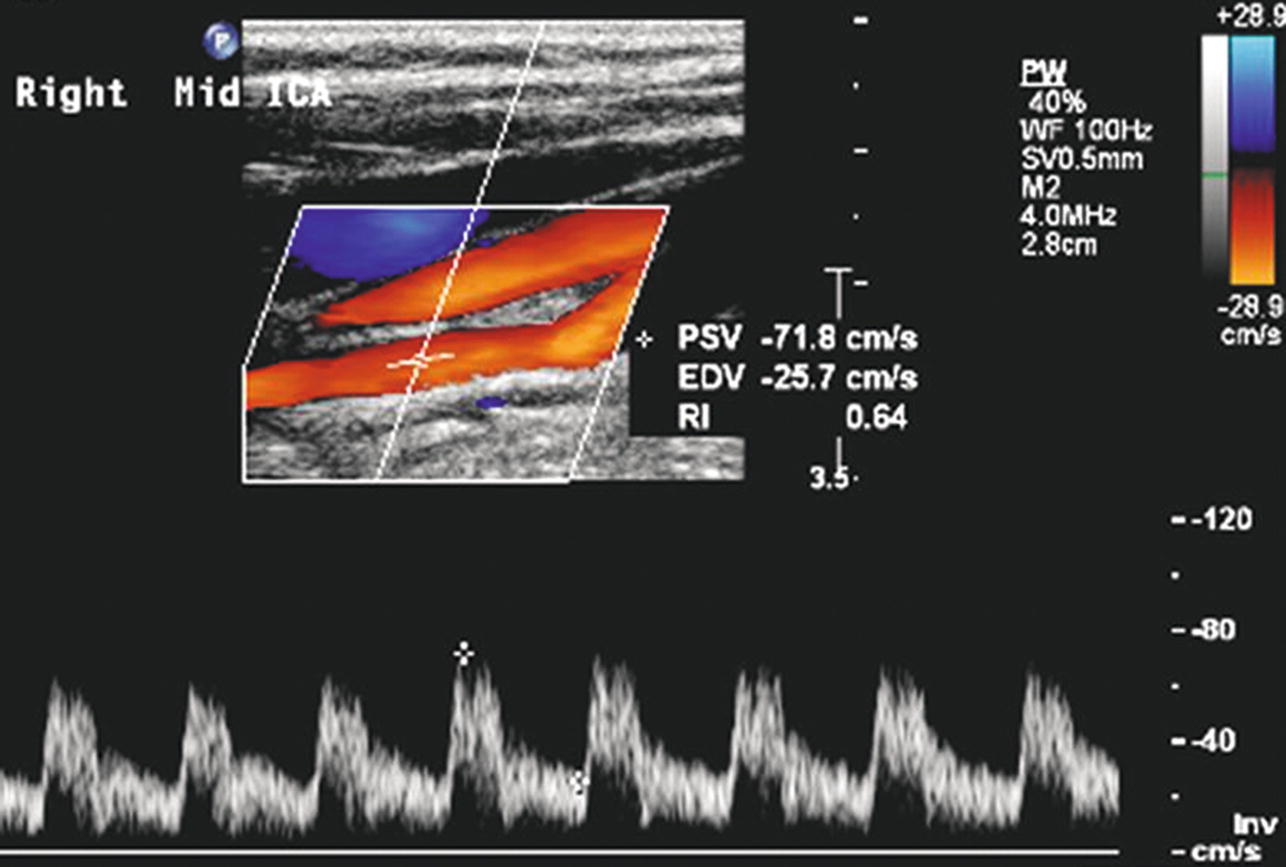 P
Right Mid ICA
+28.9
PW
40%
WF 100Hz
SV0.5mm
M2
4.0MHz
2.8cm
-28.9
cm/s
PSV -71.8 cm/s
EDV -25.7 cm/s
RI 0.64
3.5
-120
-80
-40
Inv
cm/s